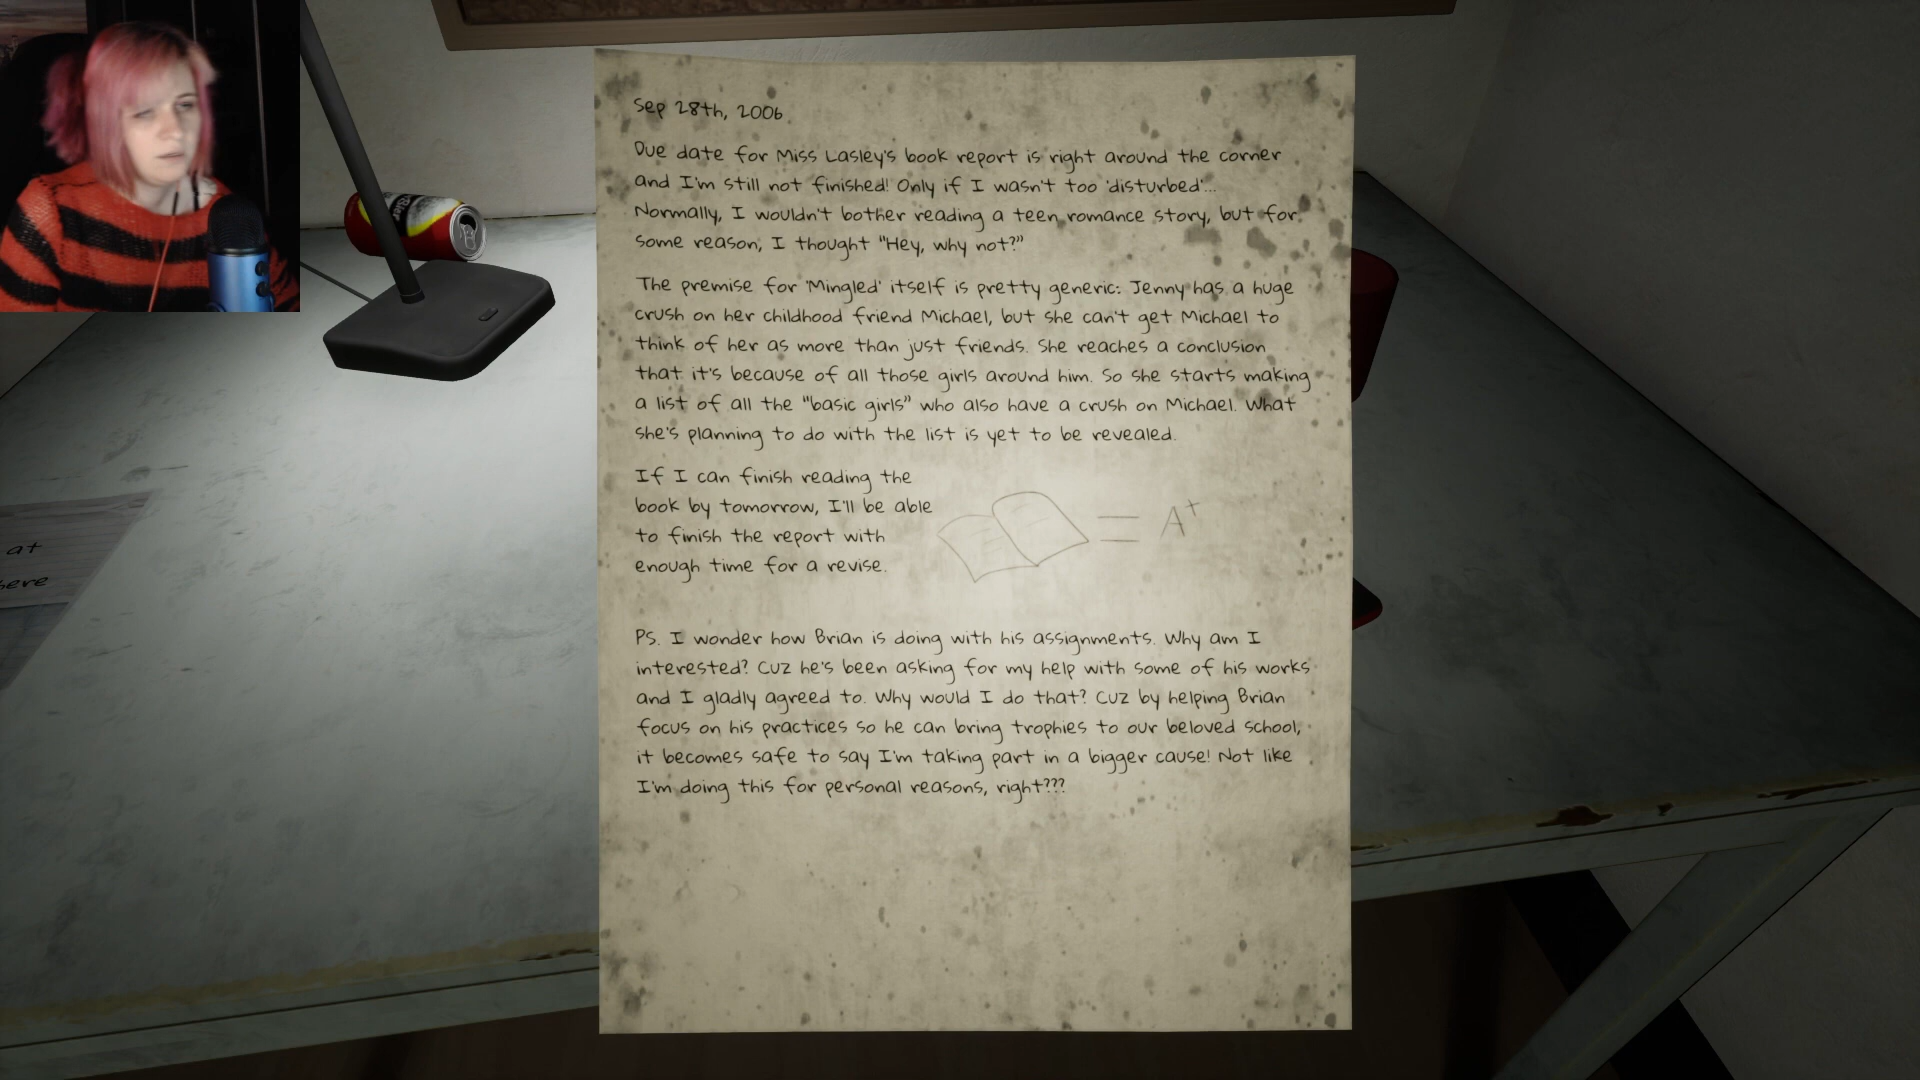 Sep 28th, 2006
Due date for Miss Lasley's book report is right around the corner
and I'm still not finished! Only if I wasn't too 'disturbed'...
Normally, I wouldn't bother reading a teen romance story, but for
some reason, I thought "Hey, why not?"
The premise for 'Mingled' itself is pretty generic: Jenny has a huge
crush on her childhood friend Michael, but she can't get Michael to
think of her as more than just friends. She reaches a conclusion
that it's because of all those girls around him. So she starts making
a list of all the "basic girls" who also have a crush on Michael. What
she's planning to do with the list is yet to be revealed.
If I can finish reading the
book by tomorrow, I'll be able
to finish the report with
enough time for a revise.
= A+
PS. I wonder how Brian is doing with his assignments. Why am I
interested? Cuz he's been asking for my help with some of his works
and I gladly agreed to. Why would I do that? Cuz by helping Brian
focus on his practices so he can bring trophies to our beloved school,
it becomes safe to say I'm taking part in a bigger cause! Not like
I'm doing this for personal reasons, right???
at